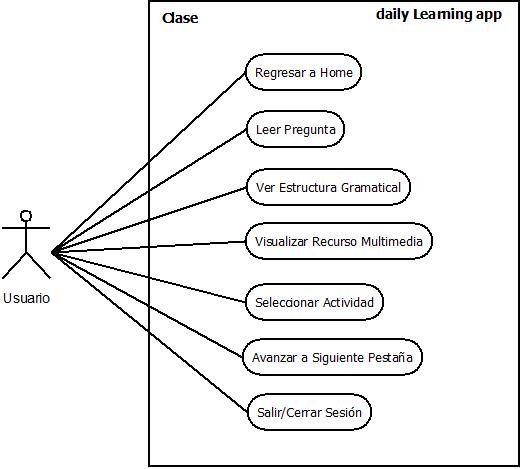 Clase
daily Learning app
Regresar a Home
Leer Pregunta
Ver Estructura Gramatical
Visualizar Recurso Multimedia
Usuario
Seleccionar Actividad
Avanzar a Siguiente Pestaña
Salir/Cerrar Sesión